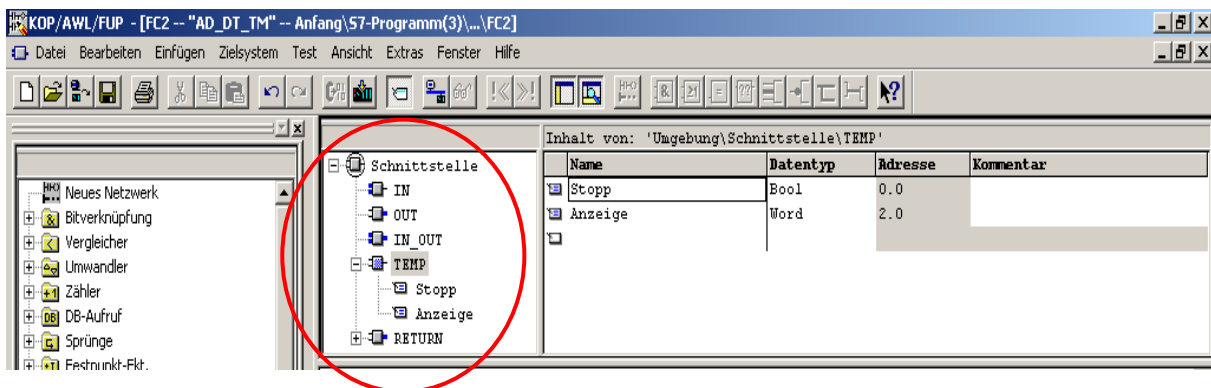 KOP/AWL/FUP - [FC2 -- "AD_DT_TM" -- Anfang\S7-Programm(3)\...\FC2]
Datei Bearbeiten Einfügen Zielsystem Test Ansicht Extras Fenster Hilfe
Neues Netzwerk
Bitverknüpfung
Vergleicher
Umwandler
Zähler
DB-Aufruf
Sprünge
Festpunkt-Fkt.
Schnittstelle
IN
OUT
IN_OUT
TEMP
Stopp
Anzeige
RETURN
Inhalt von: 'Umgebung\Schnittstelle\TEMP'
Name Datentyp Adresse Kommentar
Stopp Bool 0.0
Anzeige Word 2.0